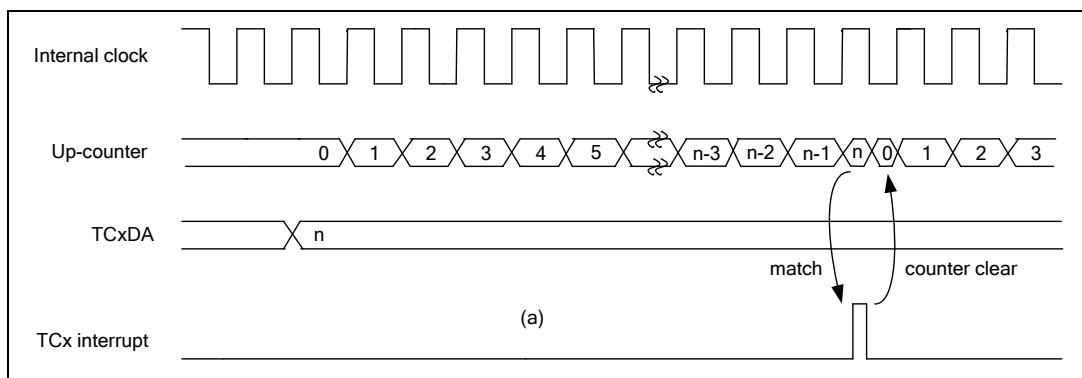 Internal clock
Up-counter 0 1 2 3 4 5 n-3 n-2 n-1 n 0 1 2 3
TCxDA n
match counter clear
(a)
TCx interrupt